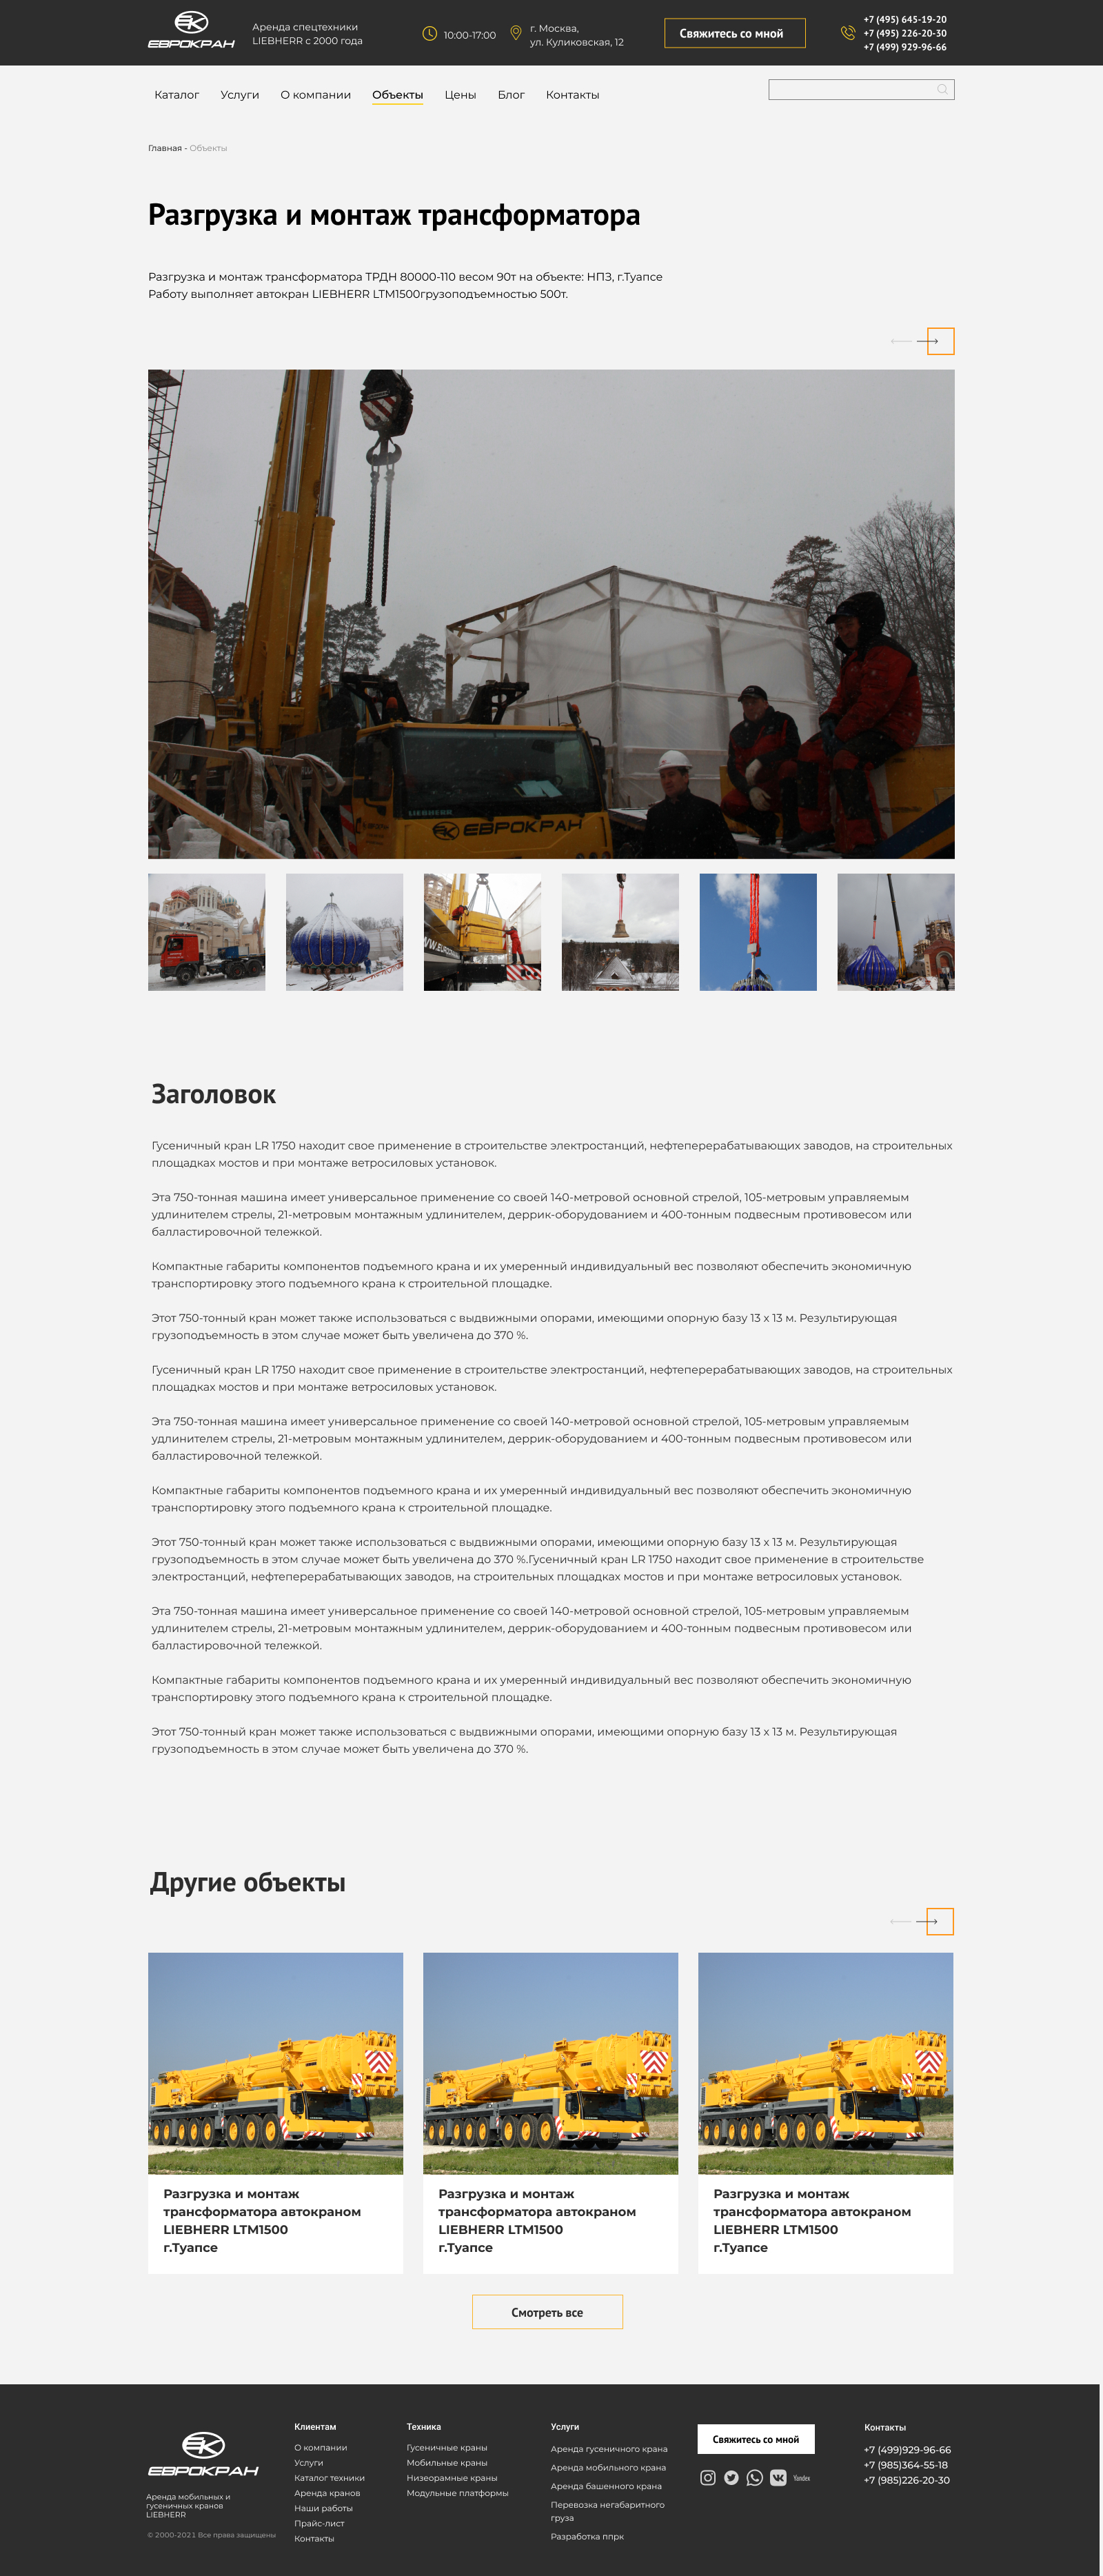 ЕВРОКРАН
Аренда спецтехники
LIEBHERR с 2000 года
10:00-17:00
г. Москва,
ул. Куликовская, 12
Свяжитесь со мной
+7 (495) 645-19-20
+7 (495) 226-20-30
+7 (499) 929-96-66
Каталог Услуги О компании Объекты Цены Блог Контакты
Главная - Объекты
Разгрузка и монтаж трансформатора
Разгрузка и монтаж трансформатора ТРДН 80000-110 весом 90т на объекте: НПЗ, г.Туапсе
Работу выполняет автокран LIEBHERR LTM1500грузоподъемностью 500т.
LIEBHERR
ЕВРОКРАН
Заголовок
Гусеничный кран LR 1750 находит свое применение в строительстве электростанций, нефтеперерабатывающих заводов, на строительных
площадках мостов и при монтаже ветросиловых установок.
Эта 750-тонная машина имеет универсальное применение со своей 140-метровой основной стрелой, 105-метровым управляемым
удлинителем стрелы, 21-метровым монтажным удлинителем, деррик-оборудованием и 400-тонным подвесным противовесом или
балластировочной тележкой.
Компактные габариты компонентов подъемного крана и их умеренный индивидуальный вес позволяют обеспечить экономичную
транспортировку этого подъемного крана к строительной площадке.
Этот 750-тонный кран может также использоваться с выдвижными опорами, имеющими опорную базу 13 x 13 м. Результирующая
грузоподъемность в этом случае может быть увеличена до 370 %.
Гусеничный кран LR 1750 находит свое применение в строительстве электростанций, нефтеперерабатывающих заводов, на строительных
площадках мостов и при монтаже ветросиловых установок.
Эта 750-тонная машина имеет универсальное применение со своей 140-метровой основной стрелой, 105-метровым управляемым
удлинителем стрелы, 21-метровым монтажным удлинителем, деррик-оборудованием и 400-тонным подвесным противовесом или
балластировочной тележкой.
Компактные габариты компонентов подъемного крана и их умеренный индивидуальный вес позволяют обеспечить экономичную
транспортировку этого подъемного крана к строительной площадке.
Этот 750-тонный кран может также использоваться с выдвижными опорами, имеющими опорную базу 13 x 13 м. Результирующая
грузоподъемность в этом случае может быть увеличена до 370 %.Гусеничный кран LR 1750 находит свое применение в строительстве
электростанций, нефтеперерабатывающих заводов, на строительных площадках мостов и при монтаже ветросиловых установок.
Эта 750-тонная машина имеет универсальное применение со своей 140-метровой основной стрелой, 105-метровым управляемым
удлинителем стрелы, 21-метровым монтажным удлинителем, деррик-оборудованием и 400-тонным подвесным противовесом или
балластировочной тележкой.
Компактные габариты компонентов подъемного крана и их умеренный индивидуальный вес позволяют обеспечить экономичную
транспортировку этого подъемного крана к строительной площадке.
Этот 750-тонный кран может также использоваться с выдвижными опорами, имеющими опорную базу 13 x 13 м. Результирующая
грузоподъемность в этом случае может быть увеличена до 370 %.
Другие объекты
Разгрузка и монтаж
трансформатора автокраном
LIEBHERR LTM1500
г.Туапсе
Разгрузка и монтаж
трансформатора автокраном
LIEBHERR LTM1500
г.Туапсе
Разгрузка и монтаж
трансформатора автокраном
LIEBHERR LTM1500
г.Туапсе
Смотреть все
ЕВРОКРАН
Аренда мобильных и
гусеничных кранов
LIEBHERR
© 2000-2021 Все права защищены
Клиентам
О компании
Услуги
Каталог техники
Аренда кранов
Наши работы
Прайс-лист
Контакты
Техника
Гусеничные краны
Мобильные краны
Низеорамные краны
Модульные платформы
Услуги
Аренда гусеничного крана
Аренда мобильного крана
Аренда башенного крана
Перевозка негабаритного
груза
Разработка ппрк
Свяжитесь со мной
Yandex
Контакты
+7 (499)929-96-66
+7 (985)364-55-18
+7 (985)226-20-30